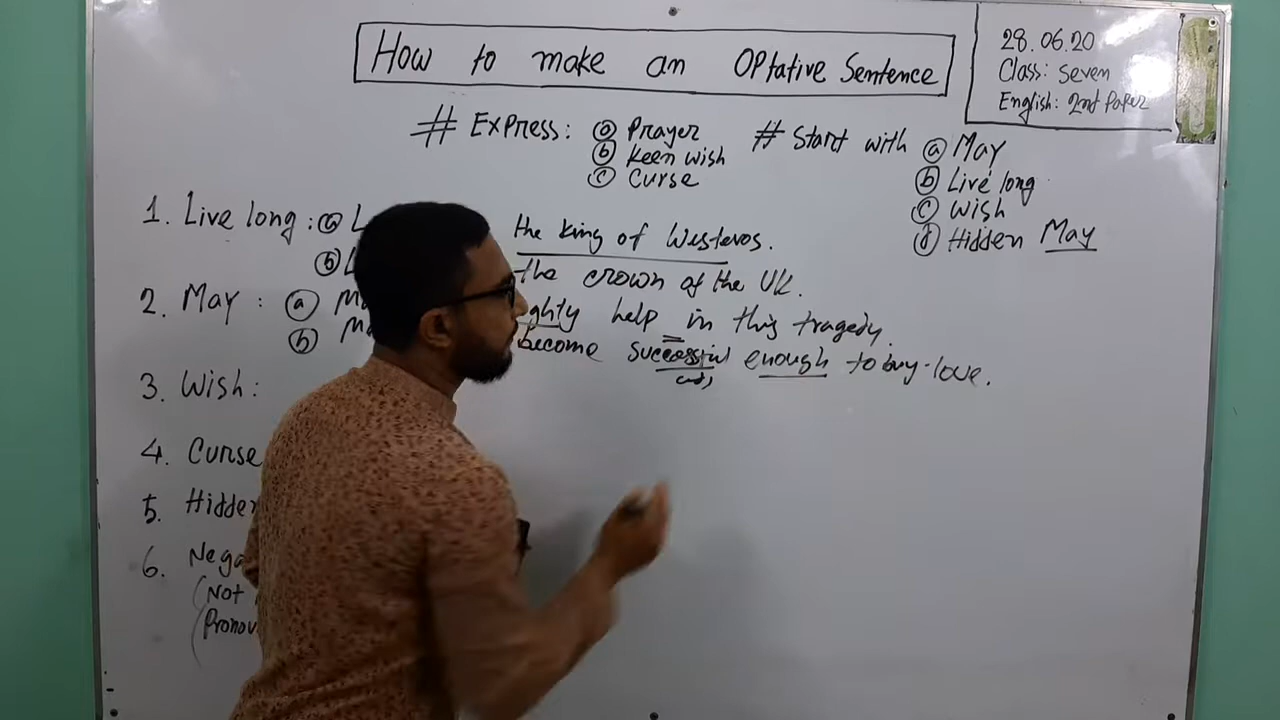 How to make an Optative Sentence
28.06.20
Class: Seven
English: 2nd Paper
# Express: ⓐ Prayer
ⓑ Keen wish
ⓒ Curse
# Start with ⓐ May
ⓑ Live long
ⓒ Wish
ⓓ Hidden May
1. Live long : ⓐ L the king of Westeros.
ⓑ L the crown of the UK.
2. May : ⓐ M ghty help in this tragedy.
ⓑ M become successful enough to buy love.
3. Wish:
4. Curse
5. Hidden
6. Nega
(Not
(Pronou